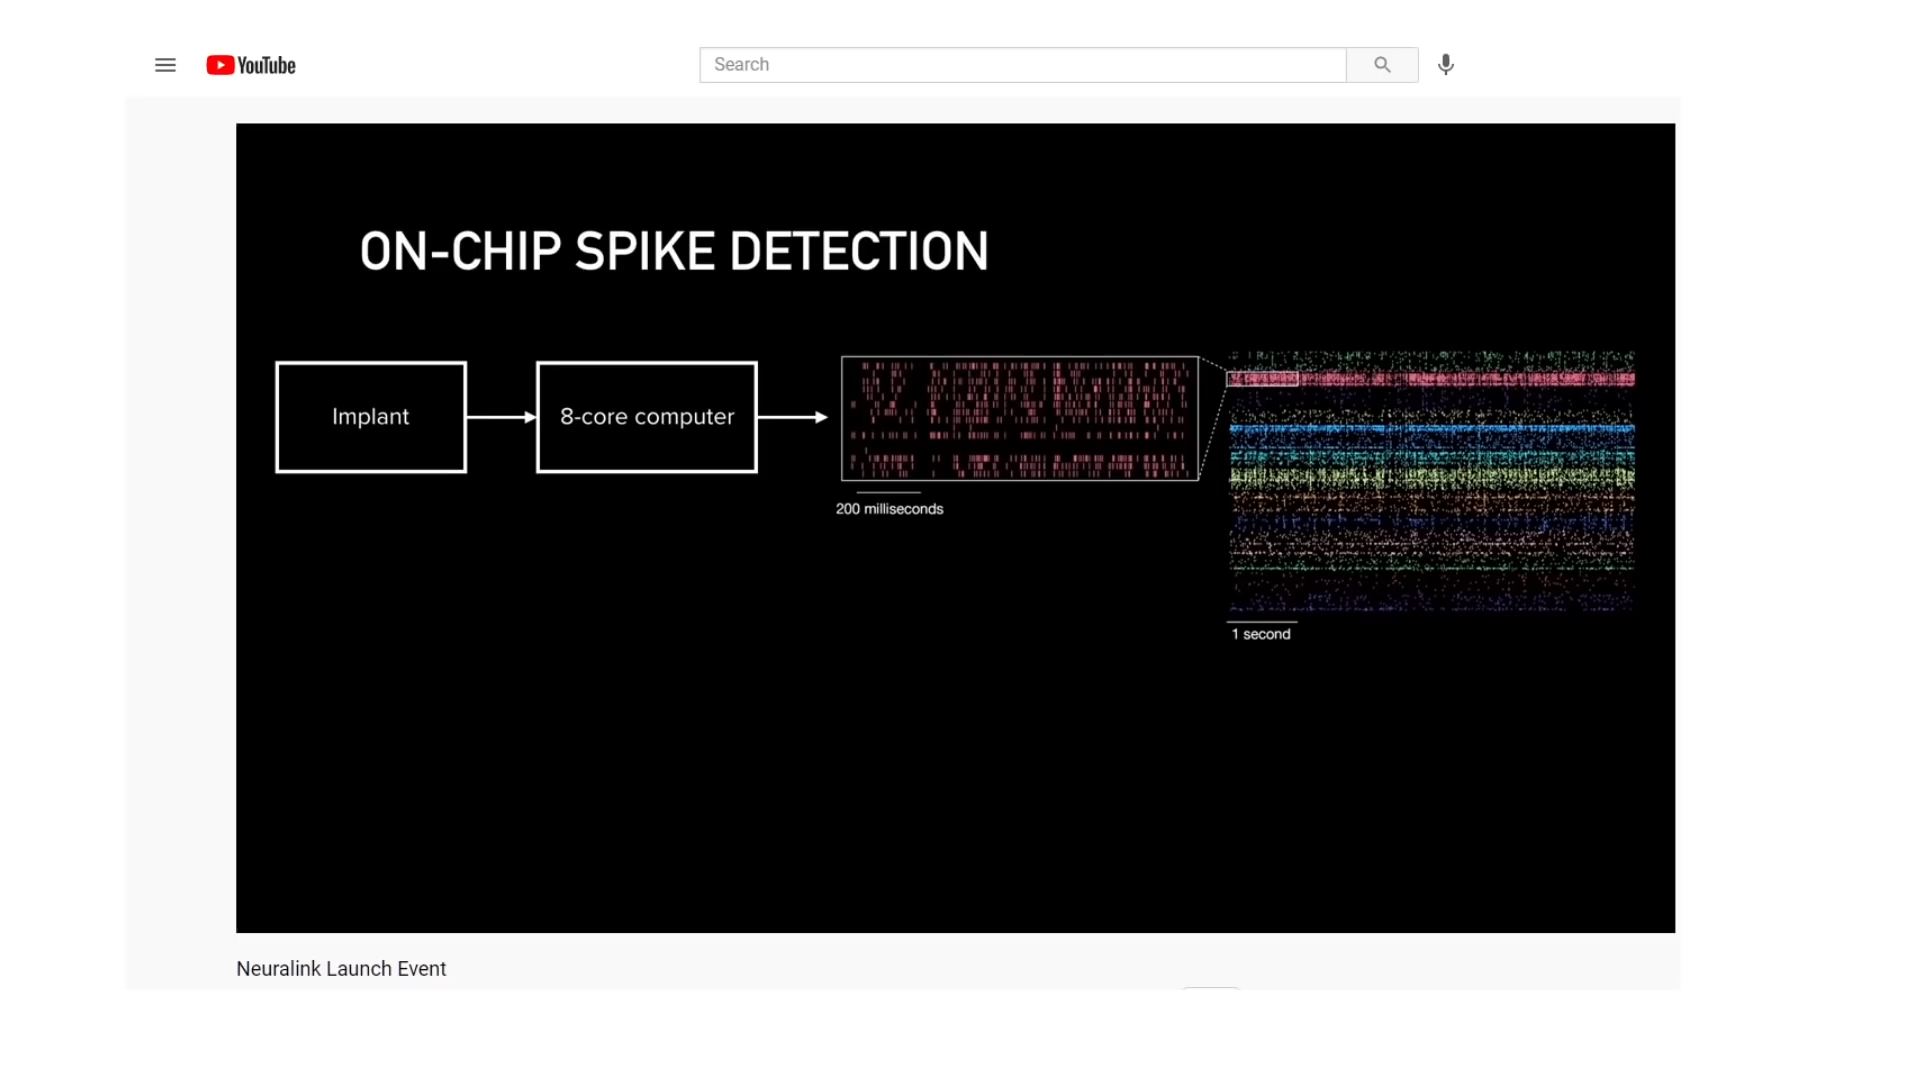 YouTube
Search
ON-CHIP SPIKE DETECTION
Implant
8-core computer
200 milliseconds
1 second
Neuralink Launch Event